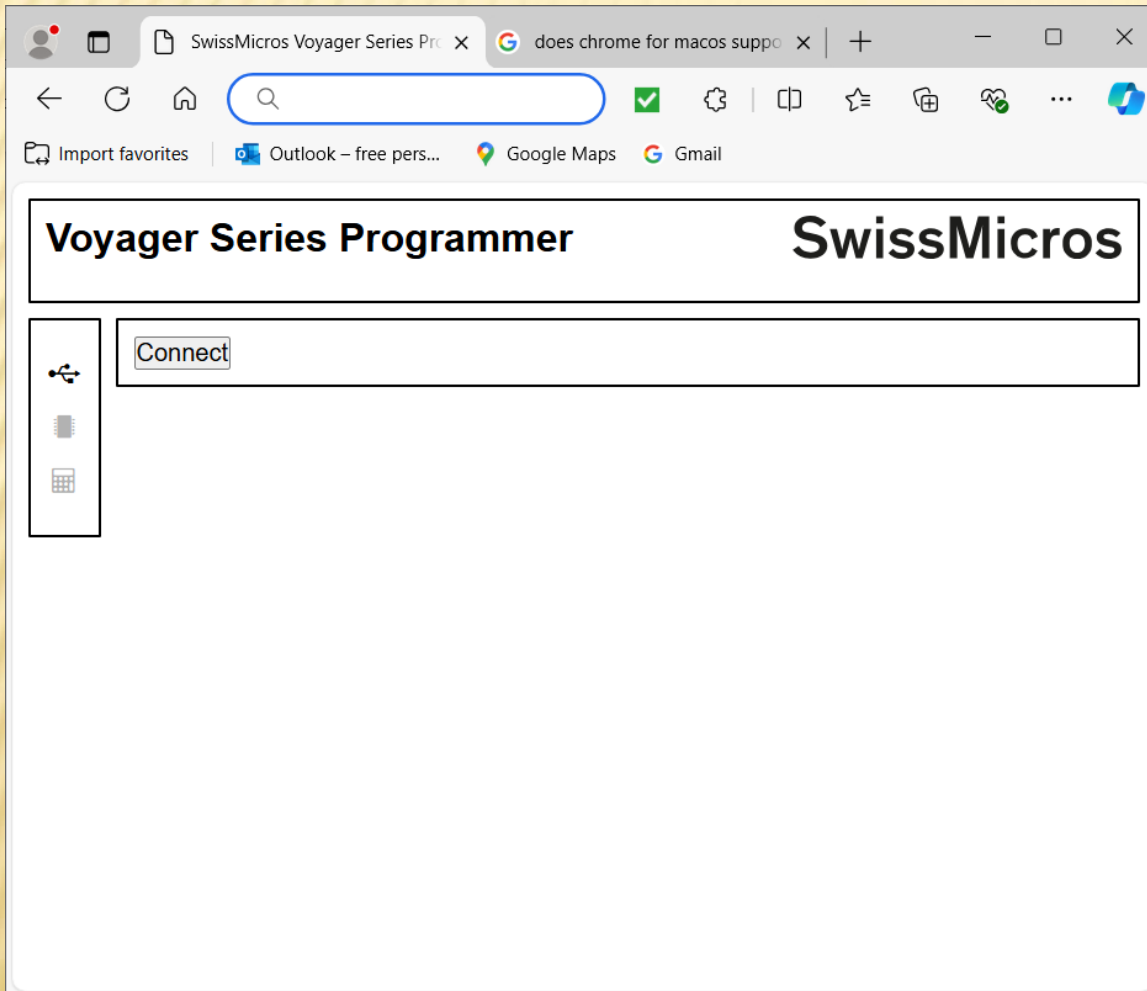 SwissMicros Voyager Series Pro
does chrome for macos suppo
Import favorites
Outlook – free pers...
Google Maps
Gmail
Voyager Series Programmer
SwissMicros
Connect